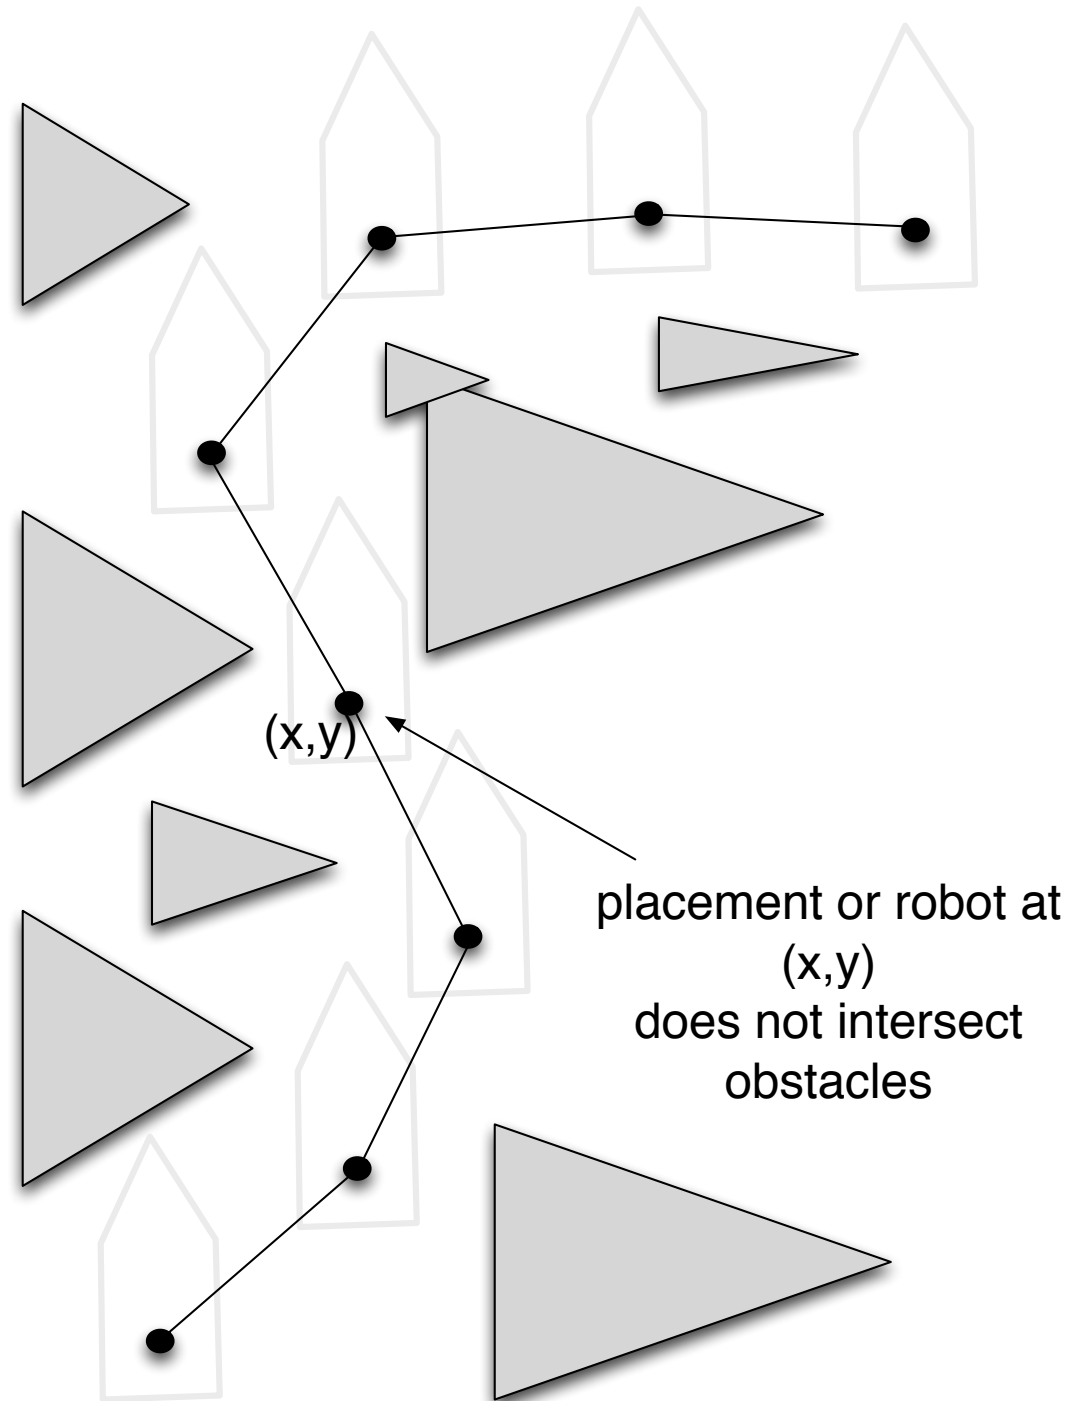 (x,y)
placement or robot at
(x,y)
does not intersect
obstacles